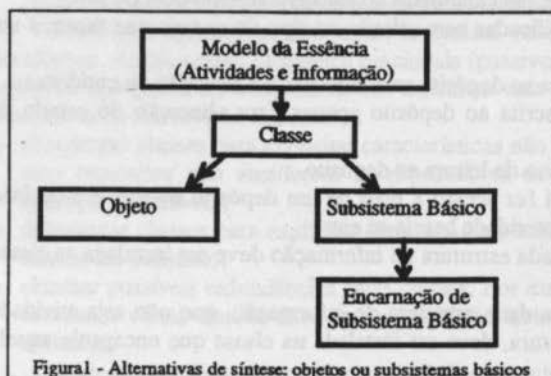 Modelo da Essência
(Atividades e Informação)
Classe
Objeto
Subsistema Básico
Encarnação de
Subsistema Básico
Figura1 - Alternativas de síntese: objetos ou subsistemas básicos